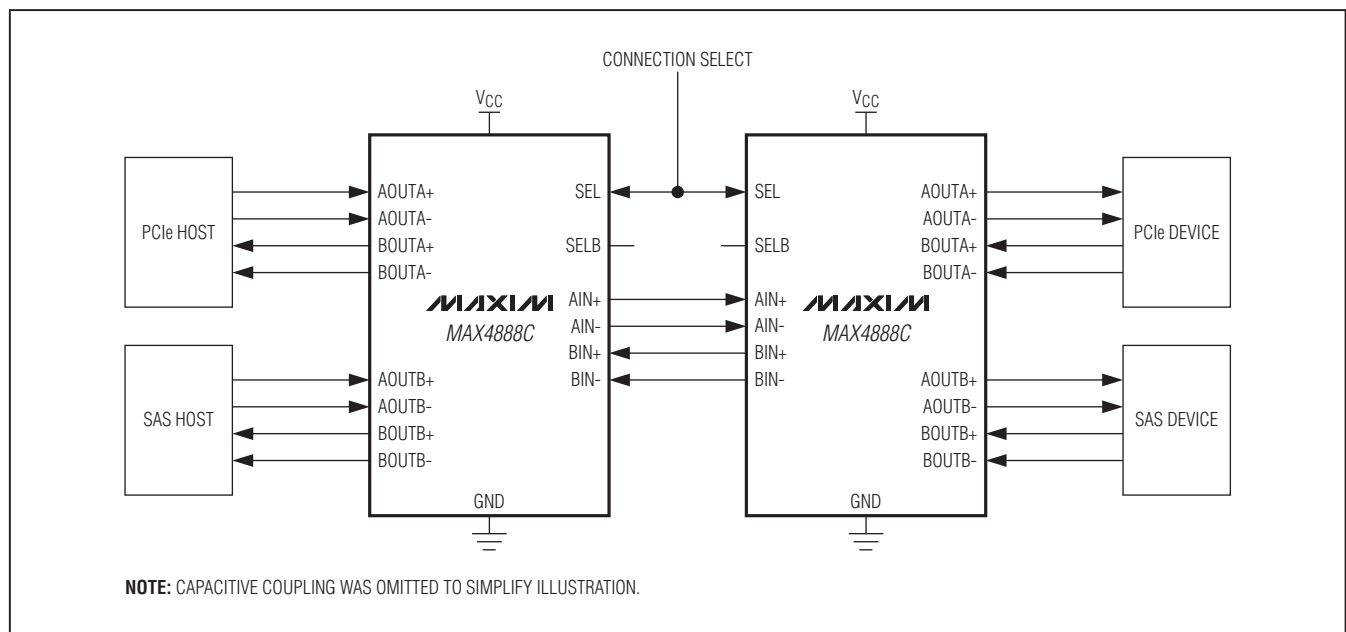 CONNECTION SELECT
VCC
VCC
PCIe HOST
AOUTA+
AOUTA-
BOUTA+
BOUTA-
SEL
SELB
SEL
SELB
AOUTA+
AOUTA-
BOUTA+
BOUTA-
PCIe DEVICE
MAXIM
MAX4888C
AIN+
AIN-
BIN+
BIN-
AIN+
AIN-
BIN+
BIN-
MAXIM
MAX4888C
SAS HOST
AOUTB+
AOUTB-
BOUTB+
BOUTB-
AOUTB+
AOUTB-
BOUTB+
BOUTB-
SAS DEVICE
GND
GND
NOTE: CAPACITIVE COUPLING WAS OMITTED TO SIMPLIFY ILLUSTRATION.